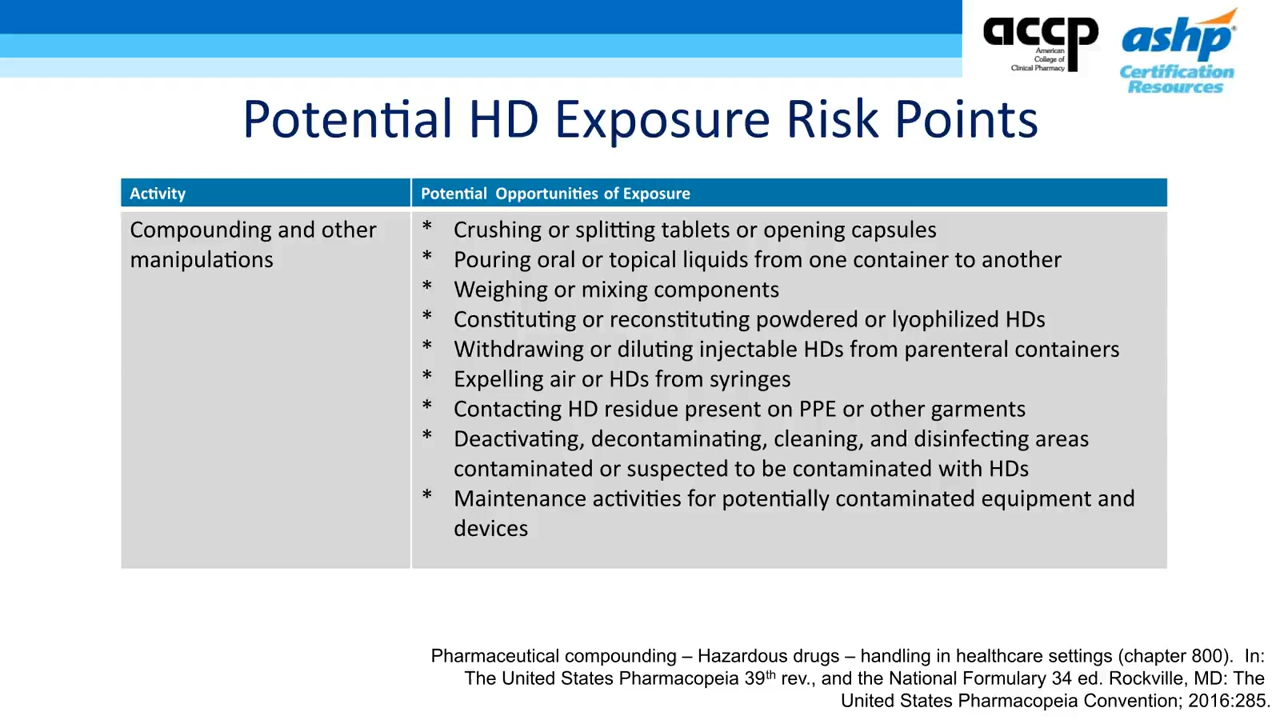 accp
American
College of
Clinical Pharmacy
ashp®
Certification
Resources
Potential HD Exposure Risk Points
Activity
Potential Opportunities of Exposure
Compounding and other
manipulations
* Crushing or splitting tablets or opening capsules
* Pouring oral or topical liquids from one container to another
* Weighing or mixing components
* Constituting or reconstituting powdered or lyophilized HDs
* Withdrawing or diluting injectable HDs from parenteral containers
* Expelling air or HDs from syringes
* Contacting HD residue present on PPE or other garments
* Deactivating, decontaminating, cleaning, and disinfecting areas
contaminated or suspected to be contaminated with HDs
* Maintenance activities for potentially contaminated equipment and
devices
Pharmaceutical compounding – Hazardous drugs – handling in healthcare settings (chapter 800). In:
The United States Pharmacopeia 39th rev., and the National Formulary 34 ed. Rockville, MD: The
United States Pharmacopeia Convention; 2016:285.